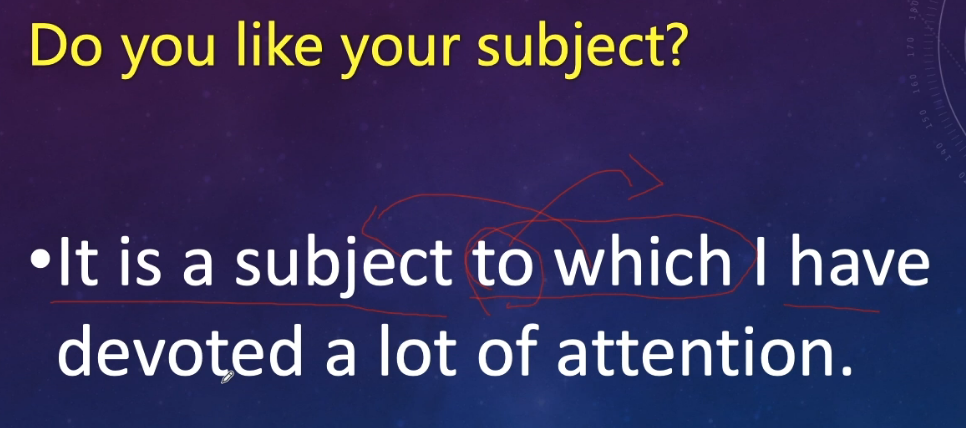 Do you like your subject?
•It is a subject to which I have
devoted a lot of attention.